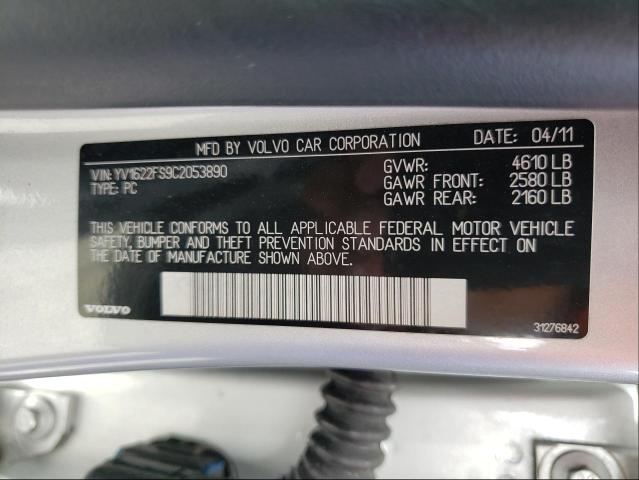 MFD BY VOLVO CAR CORPORATION DATE: 04/11
VIN: YV1622FS9C2053890 GVWR: 4610 LB
TYPE: PC GAWR FRONT: 2580 LB
GAWR REAR: 2160 LB
THIS VEHICLE CONFORMS TO ALL APPLICABLE FEDERAL MOTOR VEHICLE
SAFETY, BUMPER AND THEFT PREVENTION STANDARDS IN EFFECT ON
THE DATE OF MANUFACTURE SHOWN ABOVE.
VOLVO 31276842